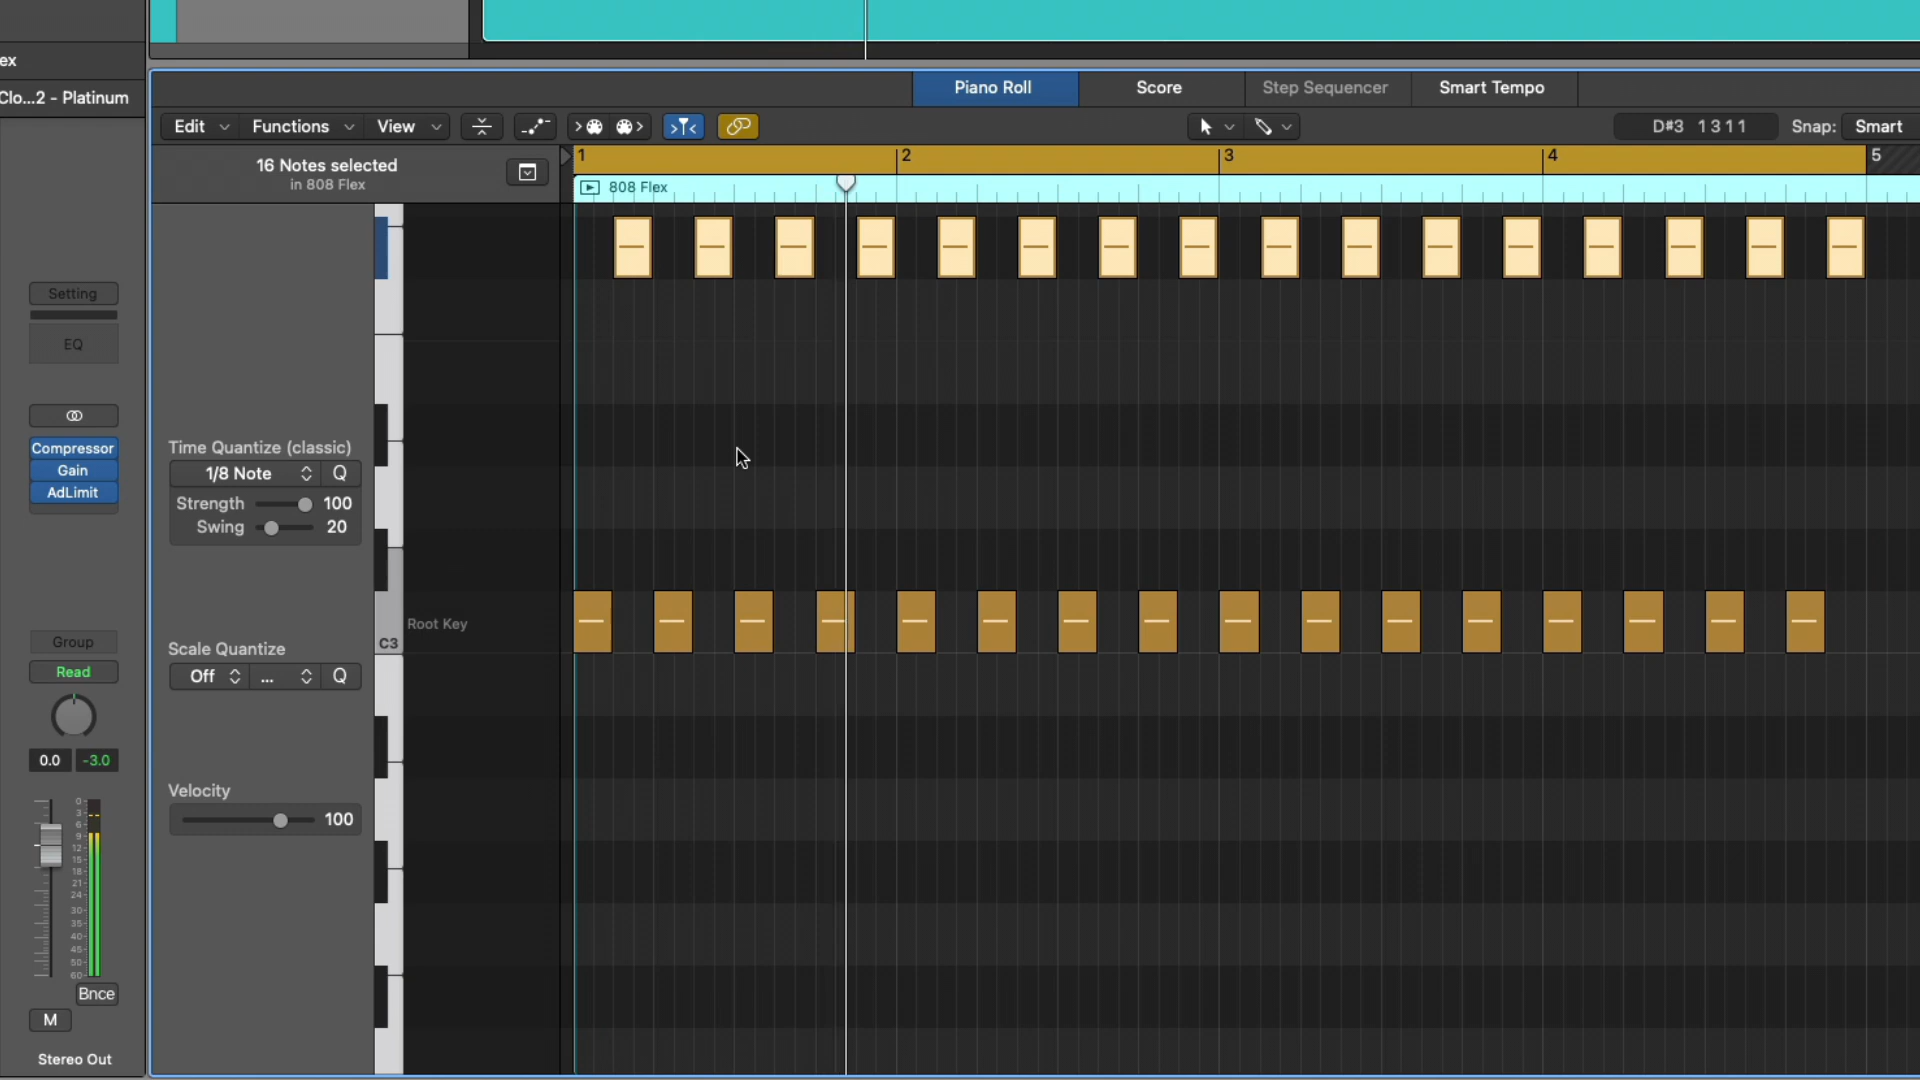 ex
Clo...2 - Platinum
Piano Roll
Score
Step Sequencer
Smart Tempo
Edit
Functions
View
D#3 1 3 1 1
Snap: Smart
16 Notes selected
in 808 Flex
1
2
3
4
5
808 Flex
Setting
EQ
Compressor
Gain
AdLimit
Time Quantize (classic)
1/8 Note
Q
Strength
100
Swing
20
C3
Root Key
Scale Quantize
Off
...
Q
Group
Read
0.0
-3.0
Velocity
100
0
3
6
9
12
15
18
21
24
30
35
40
45
50
60
Bnce
M
Stereo Out